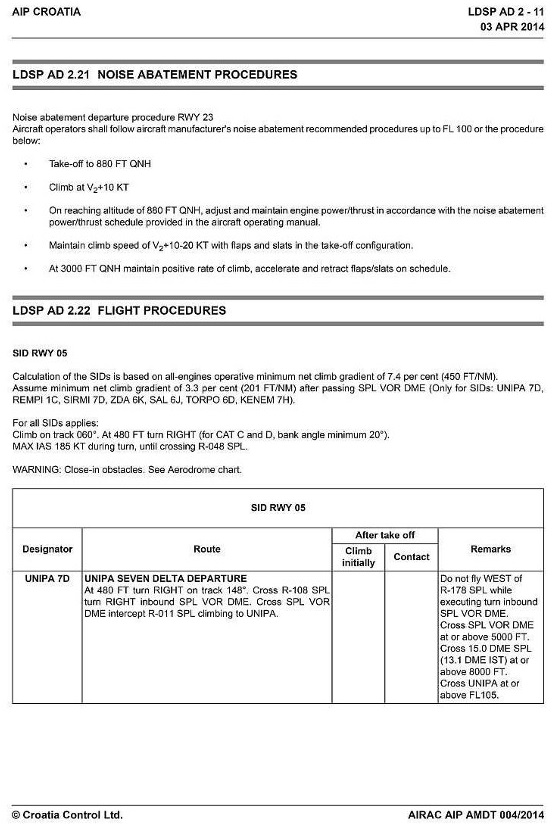 AIP CROATIA
LDSP AD 2 - 11
03 APR 2014
LDSP AD 2.21 NOISE ABATEMENT PROCEDURES
Noise abatement departure procedure RWY 23
Aircraft operators shall follow aircraft manufacturer's noise abatement recommended procedures up to FL 100 or the procedure
below:
• Take-off to 880 FT QNH
• Climb at V2+10 KT
• On reaching altitude of 880 FT QNH, adjust and maintain engine power/thrust in accordance with the noise abatement
power/thrust schedule provided in the aircraft operating manual.
• Maintain climb speed of V2+10-20 KT with flaps and slats in the take-off configuration.
• At 3000 FT QNH maintain positive rate of climb, accelerate and retract flaps/slats on schedule.
LDSP AD 2.22 FLIGHT PROCEDURES
SID RWY 05
Calculation of the SIDs is based on all-engines operative minimum net climb gradient of 7.4 per cent (450 FT/NM).
Assume minimum net climb gradient of 3.3 per cent (201 FT/NM) after passing SPL VOR DME (Only for SIDs: UNIPA 7D,
REMPI 1C, SIRMI 7D, ZDA 6K, SAL 6J, TORPO 6D, KENEM 7H).
For all SIDs applies:
Climb on track 060°. At 480 FT turn RIGHT (for CAT C and D, bank angle minimum 20°).
MAX IAS 185 KT during turn, until crossing R-048 SPL.
WARNING: Close-in obstacles. See Aerodrome chart.
SID RWY 05
Designator
Route
After take off
Climb
initially
Contact
Remarks
UNIPA 7D
UNIPA SEVEN DELTA DEPARTURE
At 480 FT turn RIGHT on track 148°. Cross R-108 SPL
turn RIGHT inbound SPL VOR DME. Cross SPL VOR
DME intercept R-011 SPL climbing to UNIPA.
Do not fly WEST of
R-178 SPL while
executing turn inbound
SPL VOR DME.
Cross SPL VOR DME
at or above 5000 FT.
Cross 15.0 DME SPL
(13.1 DME IST) at or
above 8000 FT.
Cross UNIPA at or
above FL105.
© Croatia Control Ltd.
AIRAC AIP AMDT 004/2014